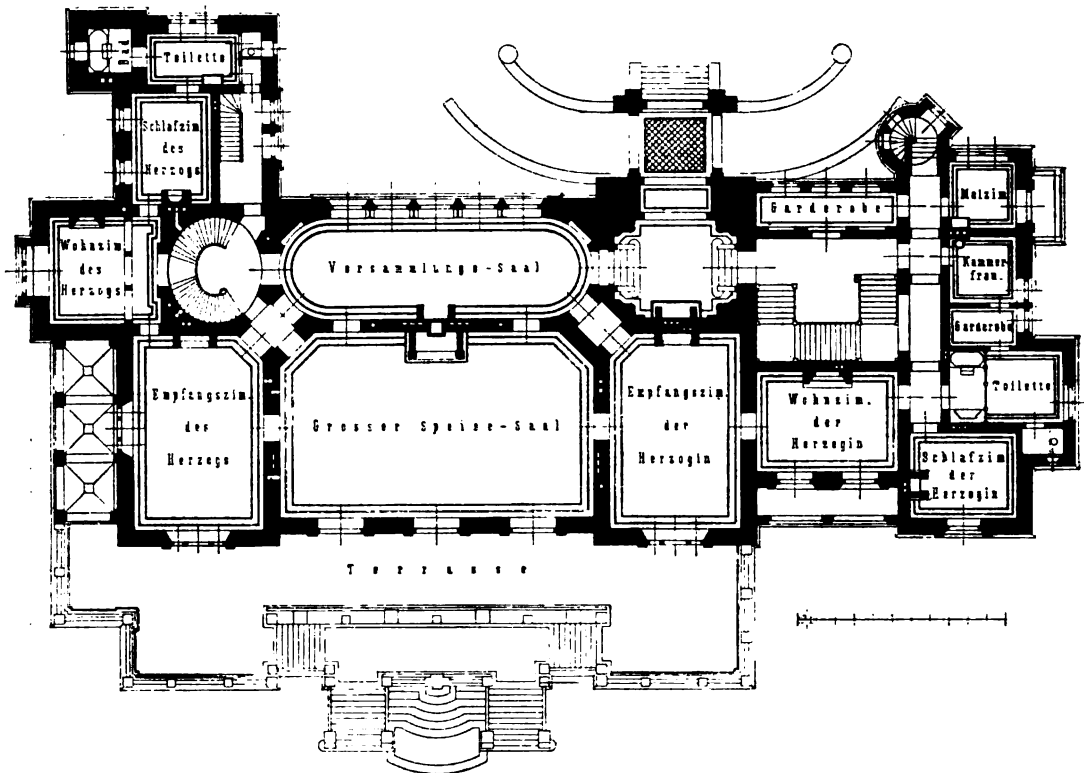 Bad
Toilette
Schlafzim.
des
Herzogs
Wohnzim.
des
Herzogs
Versammlungs-Saal
Garderobe
Malzim.
Kammer-
frau.
Garderobe
Toilette
Empfangszim.
des
Herzogs
Grosser Speise-Saal
Empfangszim.
der
Herzogin
Wohnzim.
der
Herzogin
Schlafzim
der
Herzogin
Terrasse